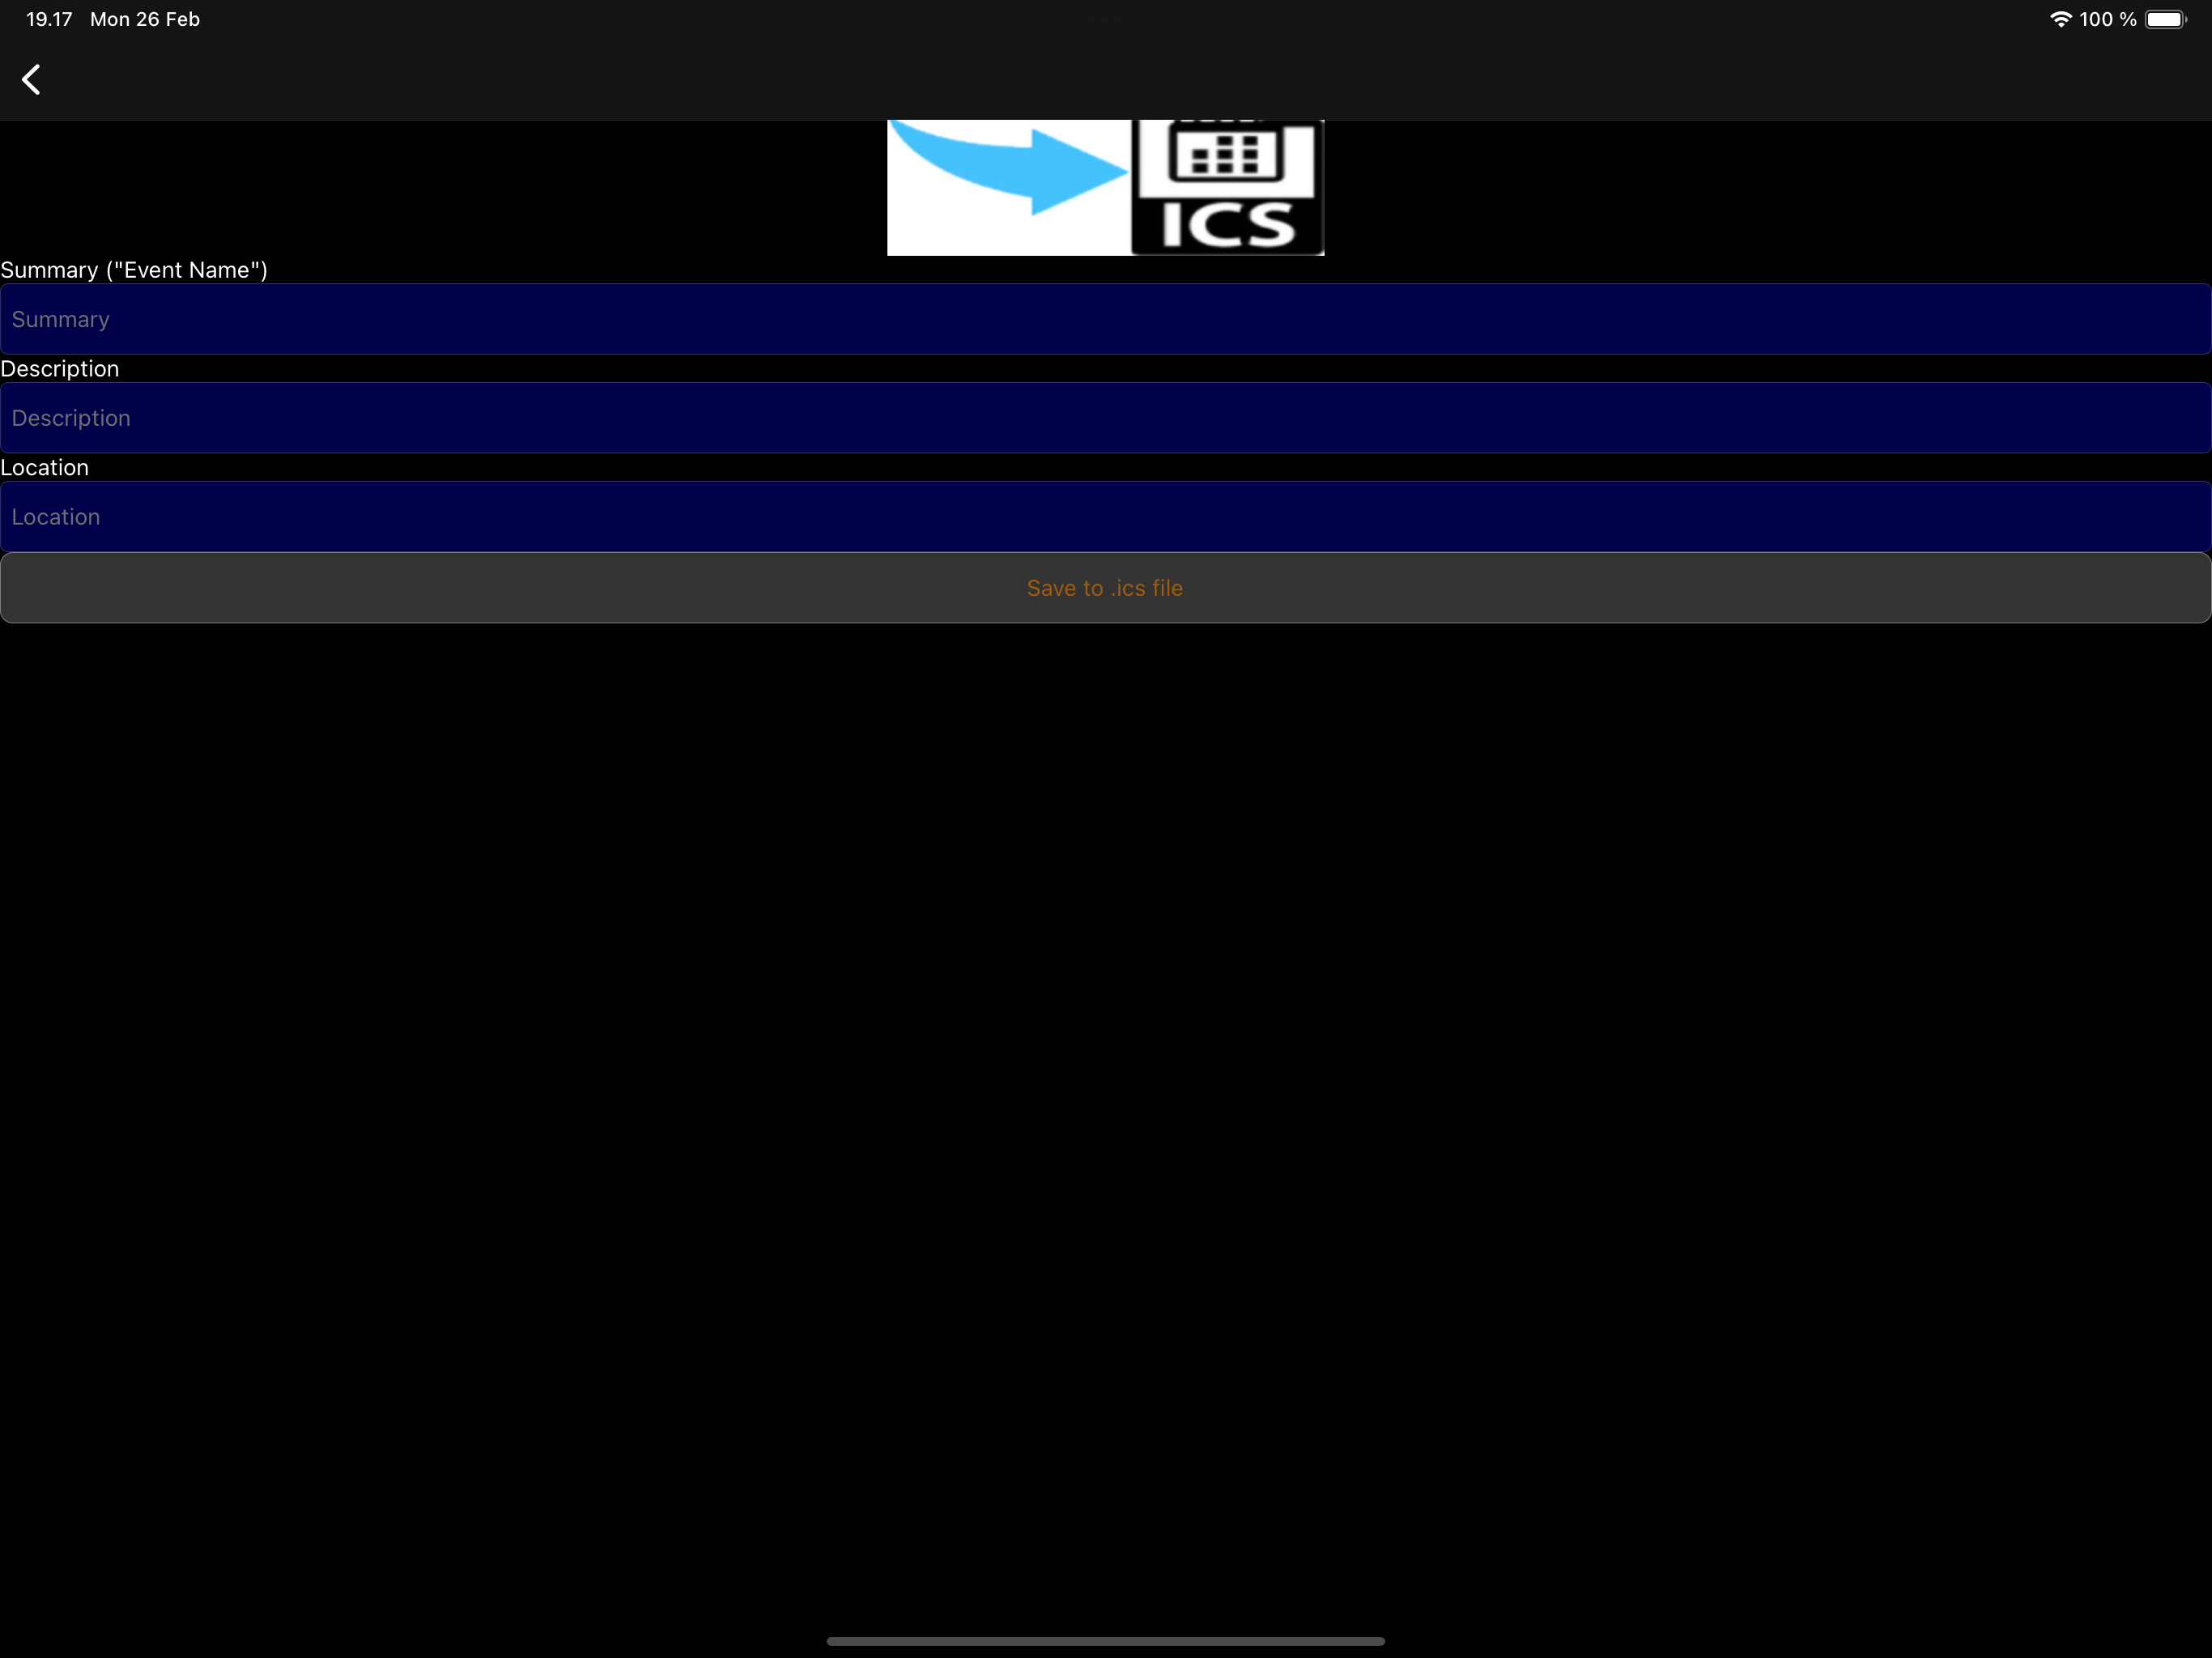 19.17 Mon 26 Feb
100 %
ICS
Summary ("Event Name")
Summary
Description
Description
Location
Location
Save to .ics file